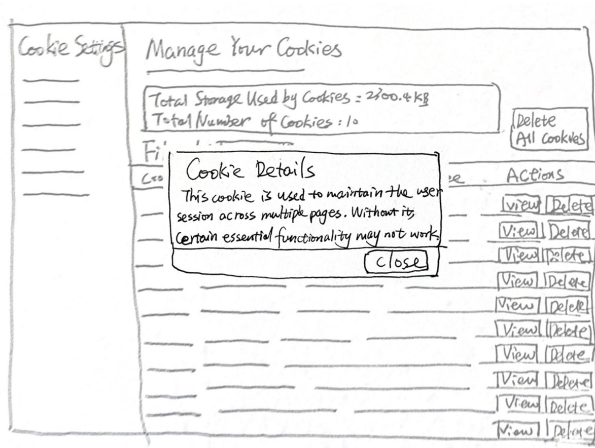 Cookie Settings
Manage Your Cookies
Total Storage Used by Cookies = 2300.4 KB
Total Number of Cookies : 10
Delete
All Cookies
Cookie Details
This cookie is used to maintain the user
session across multiple pages. Without it,
certain essential functionality may not work
close
Actions
View Delete
View Delete
View Delete
View Delete
View Delete
View Delete
View Delete
View Delete
View Delete
View Delete